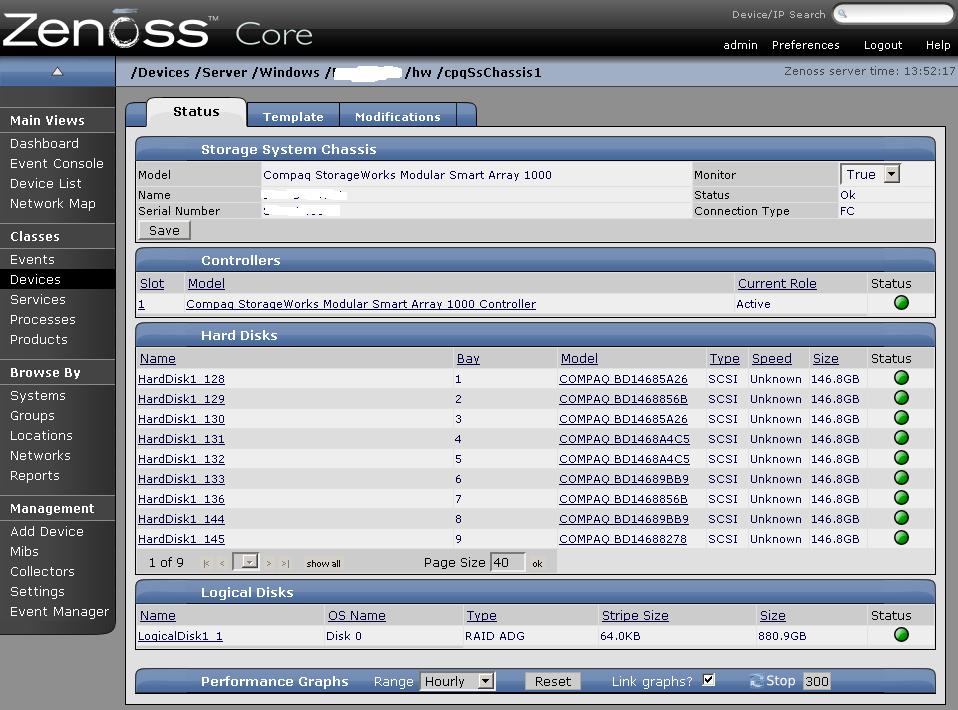 Zenoss™ Core
Device/IP Search
admin Preferences Logout Help
/Devices /Server /Windows / /hw /cpqSsChassis1
Zenoss server time: 13:52:17
Main Views
Dashboard
Event Console
Device List
Network Map
Classes
Events
Devices
Services
Processes
Products
Browse By
Systems
Groups
Locations
Networks
Reports
Management
Add Device
Mibs
Collectors
Settings
Event Manager
Status Template Modifications
Storage System Chassis
Model Compaq StorageWorks Modular Smart Array 1000 Monitor True
Name Status Ok
Serial Number Connection Type FC
Save
Controllers
Slot Model Current Role Status
1 Compaq StorageWorks Modular Smart Array 1000 Controller Active
Hard Disks
Name Bay Model Type Speed Size Status
HardDisk1_128 1 COMPAQ BD14685A26 SCSI Unknown 146.8GB
HardDisk1_129 2 COMPAQ BD1468856B SCSI Unknown 146.8GB
HardDisk1_130 3 COMPAQ BD14685A26 SCSI Unknown 146.8GB
HardDisk1_131 4 COMPAQ BD1468A4C5 SCSI Unknown 146.8GB
HardDisk1_132 5 COMPAQ BD1468A4C5 SCSI Unknown 146.8GB
HardDisk1_133 6 COMPAQ BD14689BB9 SCSI Unknown 146.8GB
HardDisk1_136 7 COMPAQ BD1468856B SCSI Unknown 146.8GB
HardDisk1_144 8 COMPAQ BD14689BB9 SCSI Unknown 146.8GB
HardDisk1_145 9 COMPAQ BD14688278 SCSI Unknown 146.8GB
1 of 9 |< < > >| show all Page Size 40 ok
Logical Disks
Name OS Name Type Stripe Size Size Status
LogicalDisk1_1 Disk 0 RAID ADG 64.0KB 880.9GB
Performance Graphs Range Hourly Reset Link graphs? Stop 300